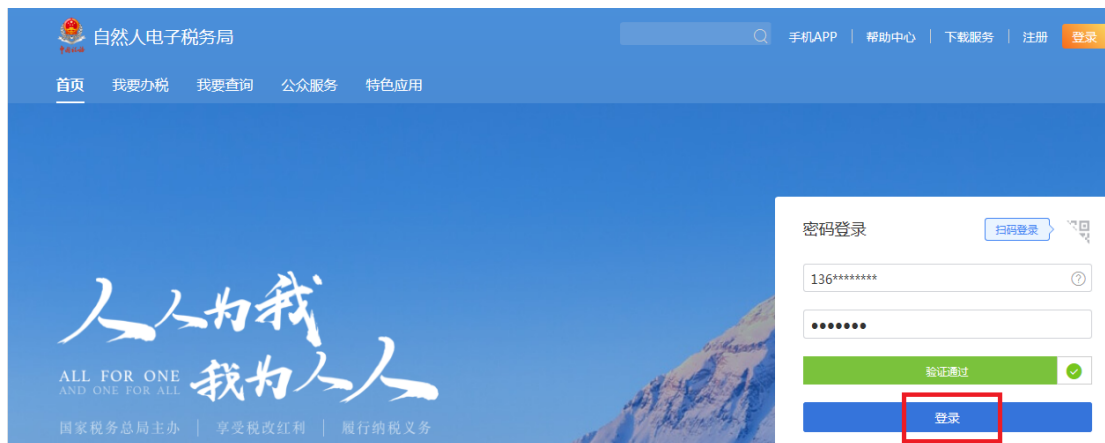 自然人电子税务局
手机APP | 帮助中心 | 下载服务 | 注册 登录
首页 我要办税 我要查询 公众服务 特色应用
密码登录 扫码登录
136********
●●●●●●●
验证通过
登录
人人为我
ALL FOR ONE
AND ONE FOR ALL
我为人人
国家税务总局主办 | 享受税改红利 | 履行纳税义务